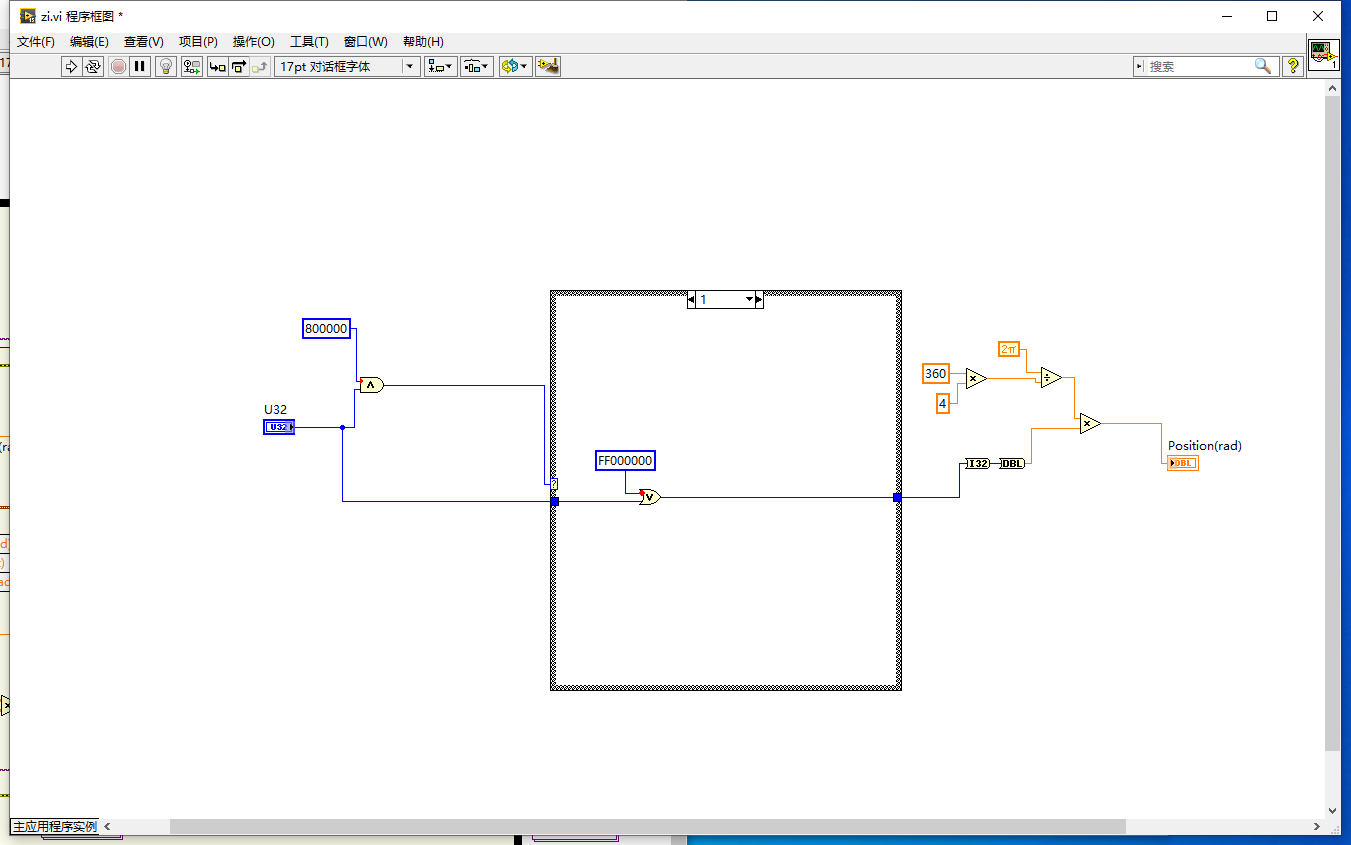 zi.vi 程序框图 *
文件(F) 编辑(E) 查看(V) 项目(P) 操作(O) 工具(T) 窗口(W) 帮助(H)
17pt 对话框字体
搜索
?
1
1
800000
2π
360
4
U32
U32
Position(rad)
FF000000
?
I32
DBL
DBL
主应用程序实例